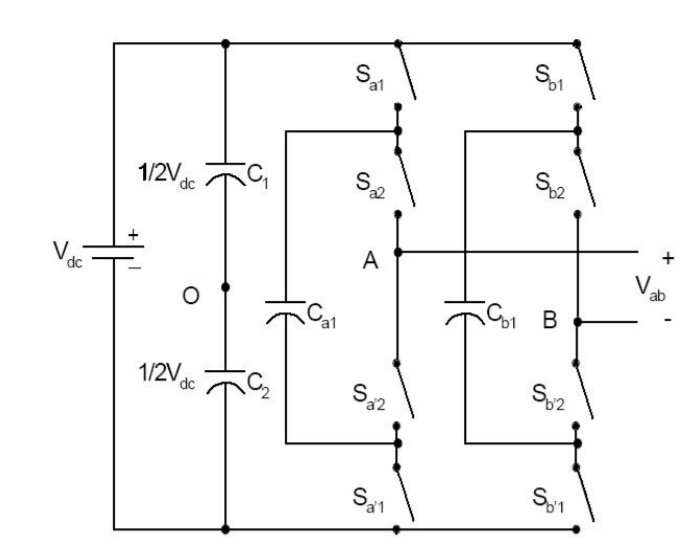 S_a1
S_b1
1/2V_dc
C_1
S_a2
S_b2
+
V_dc
−
A
+
O
V_ab
C_a1
C_b1
B
-
1/2V_dc
C_2
S_a'2
S_b'2
S_a'1
S_b'1